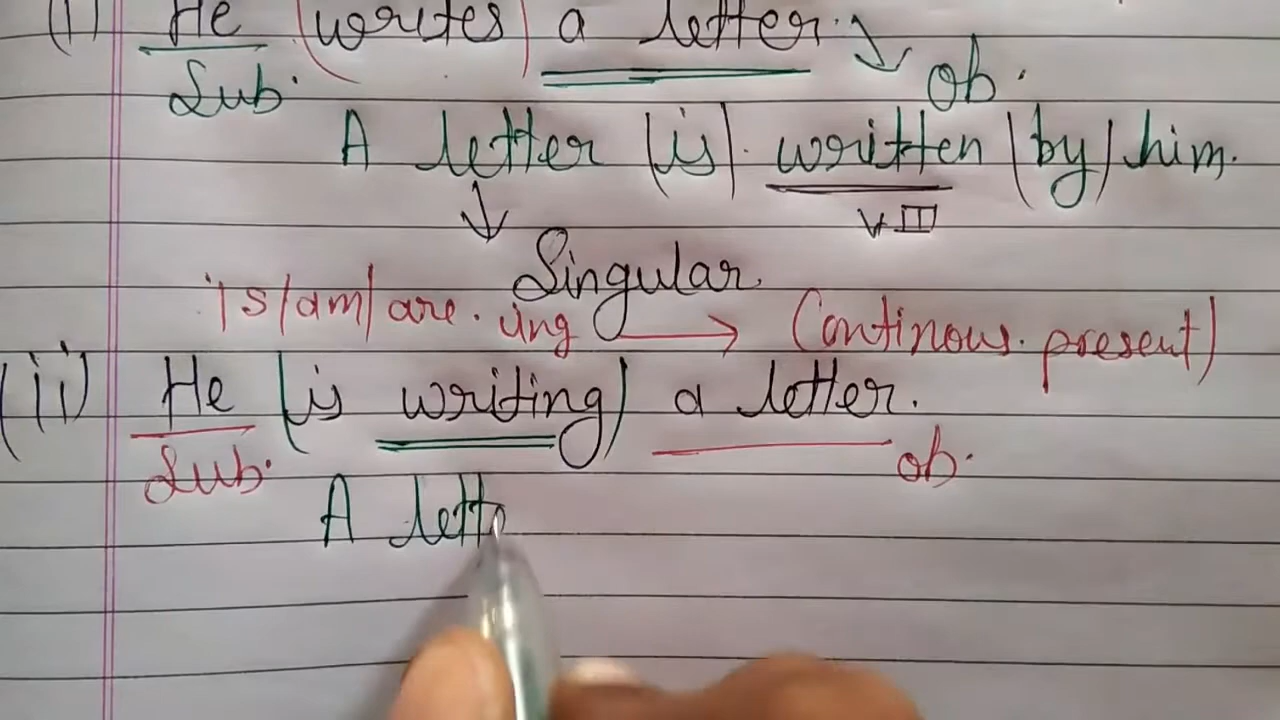 (i) He (writes) a letter. ob.
Sub.
A letter (is). written (by) him.
V III
Singular.
is/am/are. ing → (Continous. present)
(ii) He (is writing) a letter. ob.
Sub.
A lette